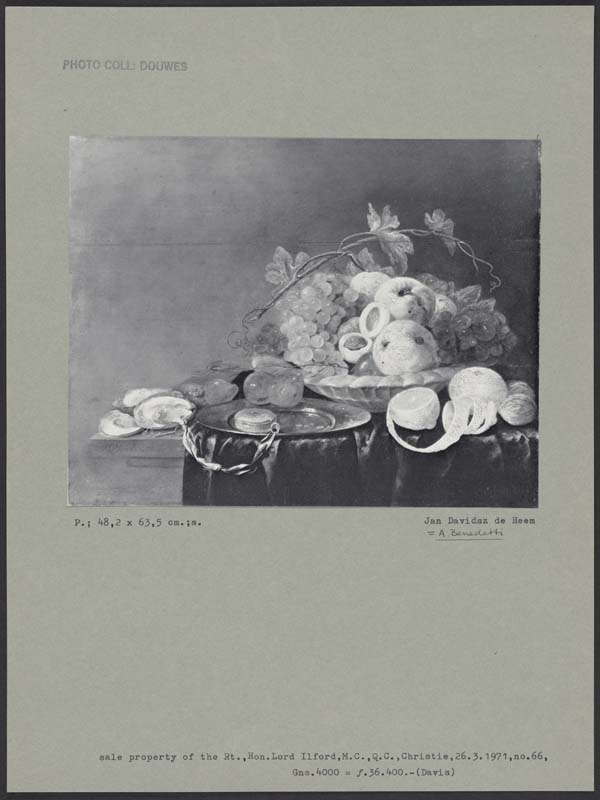 PHOTO COLL: DOUWES
P.; 48,2 x 63,5 cm.;s.
Jan Davidsz de Heem
= A Benedetti
sale property of the Rt.,Hon.Lord Ilford,M.C.,Q.C.,Christie,26.3.1971,no.66,
Gns.4000 = ƒ.36.400.-(Davis)